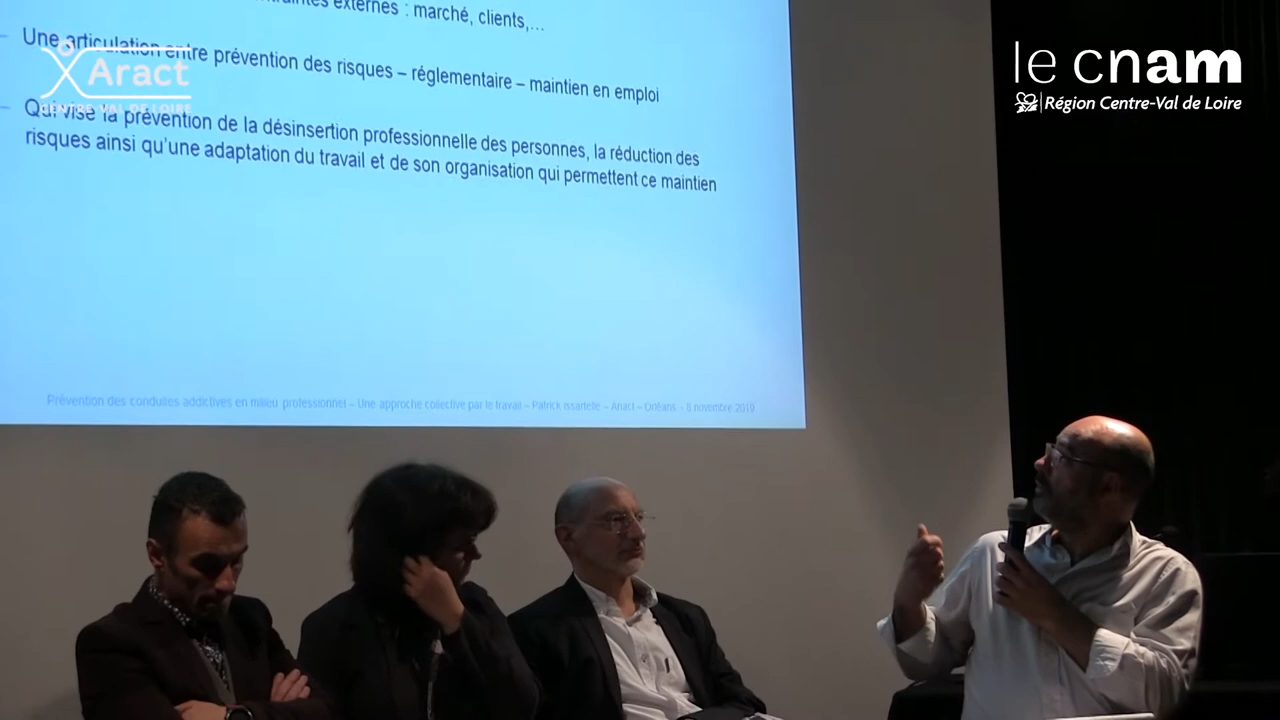 externes : marché, clients,...
– Une articulation entre prévention des risques – réglementaire – maintien en emploi
– Qui vise la prévention de la désinsertion professionnelle des personnes, la réduction des
risques ainsi qu'une adaptation du travail et de son organisation qui permettent ce maintien
Prévention des conduites addictives en milieu professionnel – Une approche collective par le travail – Patrick Issartelle – Anact – Orléans - 8 novembre 2019
Aract
CENTRE VAL DE LOIRE
le cnam
Région Centre-Val de Loire